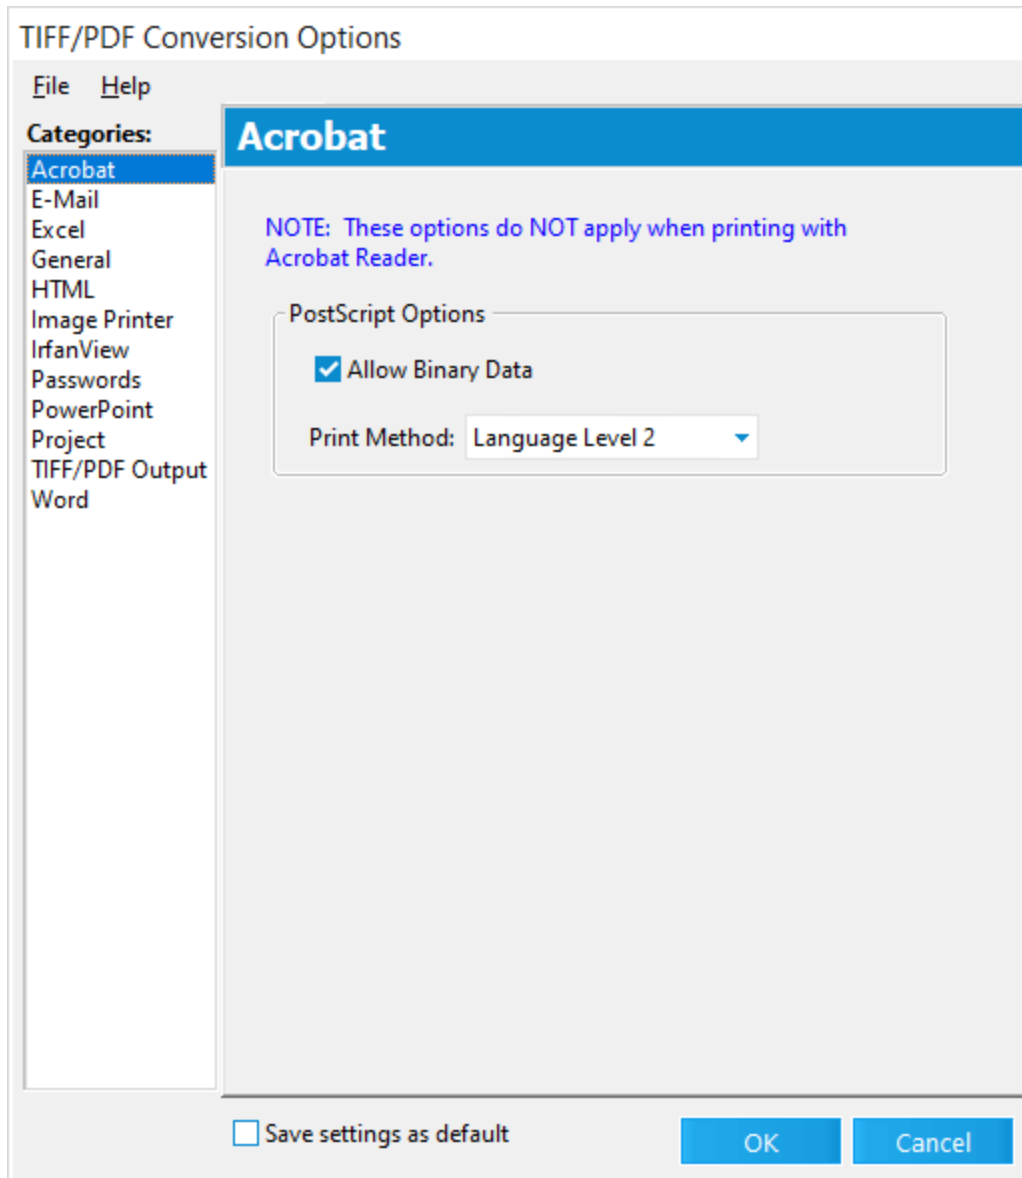 TIFF/PDF Conversion Options
File Help
Categories:
Acrobat
E-Mail
Excel
General
HTML
Image Printer
IrfanView
Passwords
PowerPoint
Project
TIFF/PDF Output
Word
Acrobat
NOTE:  These options do NOT apply when printing with
Acrobat Reader.
PostScript Options
Allow Binary Data
Print Method: Language Level 2
Save settings as default
OK Cancel